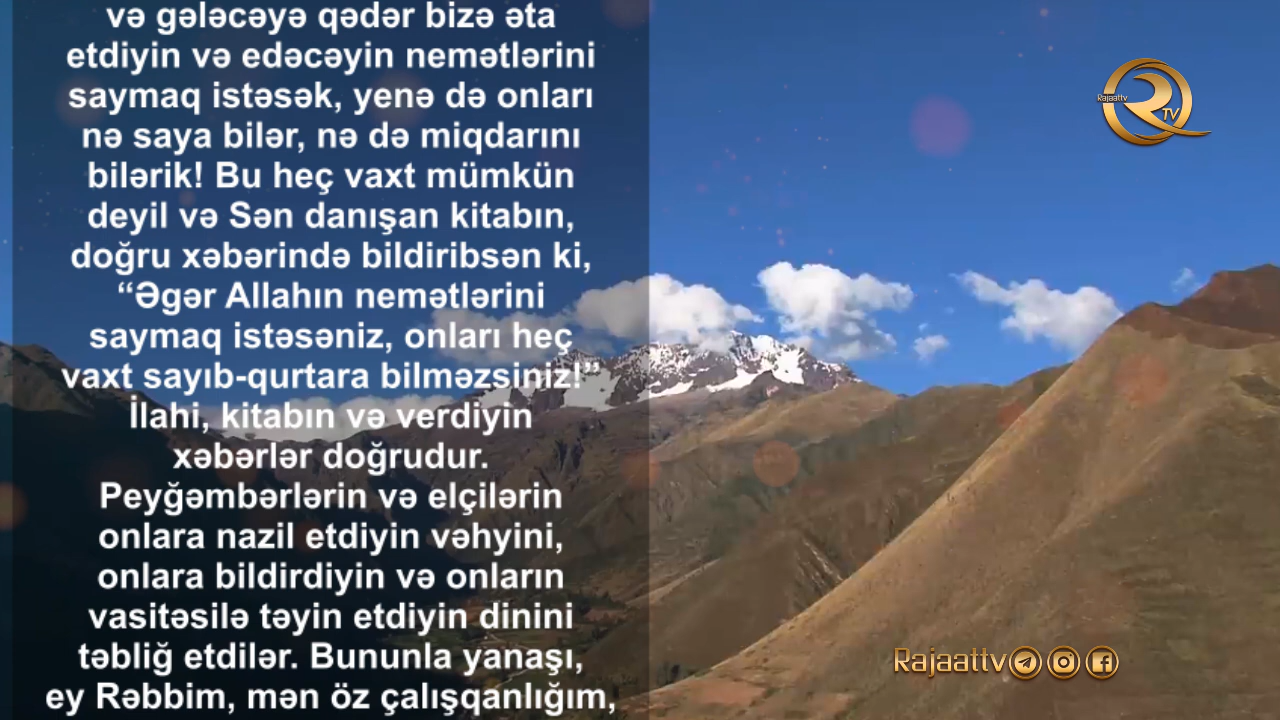 və gələcəyə qədər bizə əta
etdiyin və edəcəyin nemətlərini
saymaq istəsək, yenə də onları
nə saya bilər, nə də miqdarını
bilərik! Bu heç vaxt mümkün
deyil və Sən danışan kitabın,
doğru xəbərində bildiribsən ki,
“Əgər Allahın nemətlərini
saymaq istəsəniz, onları heç
vaxt sayıb-qurtara bilməzsiniz!”
İlahi, kitabın və verdiyin
xəbərlər doğrudur.
Peyğəmbərlərin və elçilərin
onlara nazil etdiyin vəhyini,
onlara bildirdiyin və onların
vasitəsilə təyin etdiyin dinini
təbliğ etdilər. Bununla yanaşı,
ey Rəbbim, mən öz çalışqanlığım,
Rajaattv
R
TV
Rajaattv